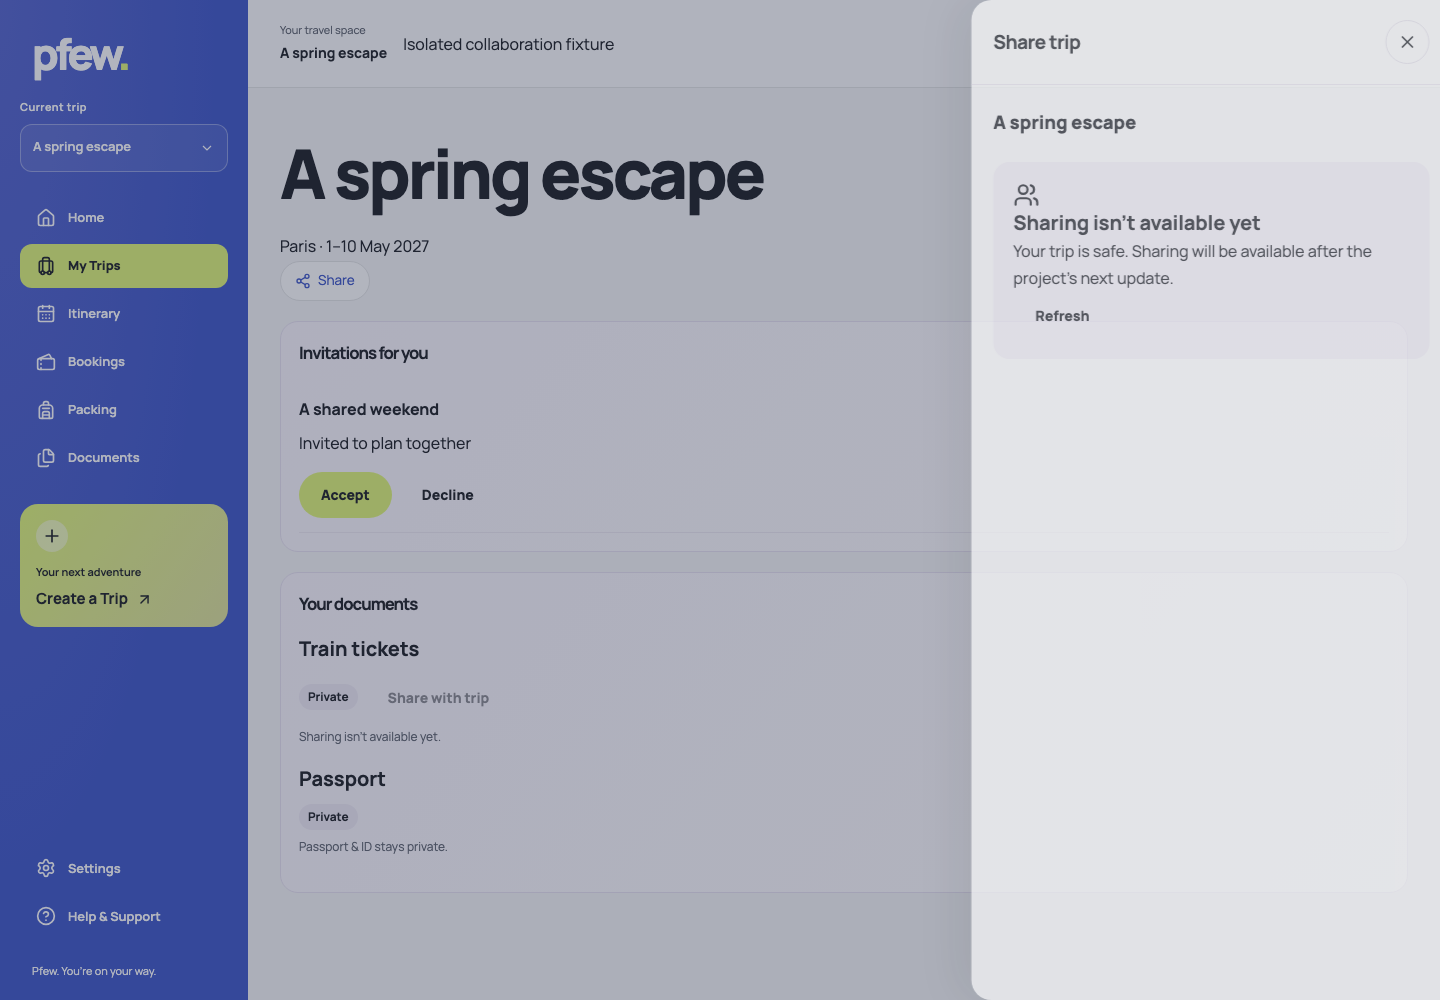 pfew.
Current trip
A spring escape
Home
My Trips
Itinerary
Bookings
Packing
Documents
Your next adventure
Create a Trip
Settings
Help & Support
Pfew. You're on your way.
Your travel space
A spring escape
Isolated collaboration fixture
A spring escape
Paris · 1–10 May 2027
Share
Invitations for you
A shared weekend
Invited to plan together
Accept
Decline
Your documents
Train tickets
Private
Share with trip
Sharing isn't available yet.
Passport
Private
Passport & ID stays private.
Share trip
A spring escape
Sharing isn't available yet
Your trip is safe. Sharing will be available after the
project's next update.
Refresh